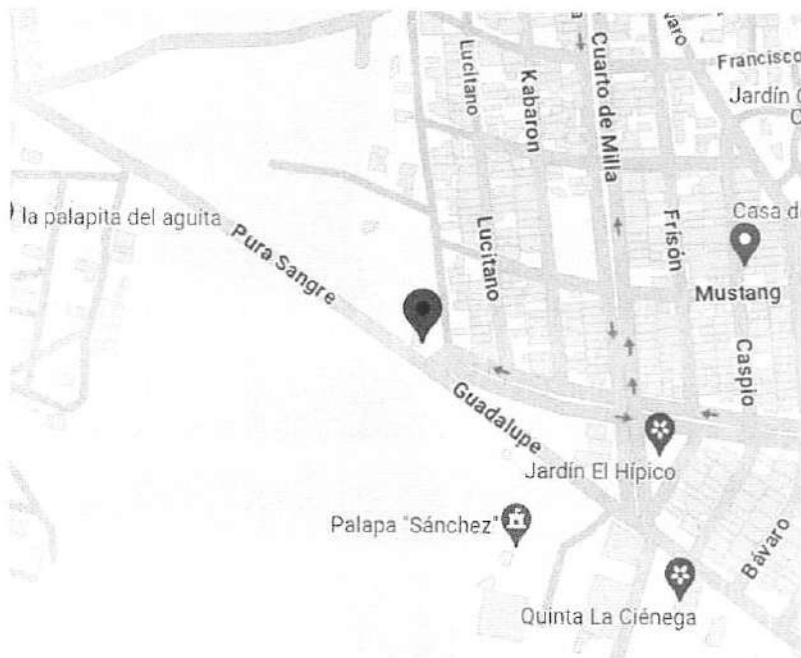 Lucitano
Kabaron
Cuarto de Milla
Francisco
Jardín
la palapita del aguita
Pura Sangre
Lucitano
Frisón
Casa d
Mustang
Caspio
Guadalupe
Jardín El Hípico
Palapa "Sánchez"
Bávaro
Quinta La Ciénega